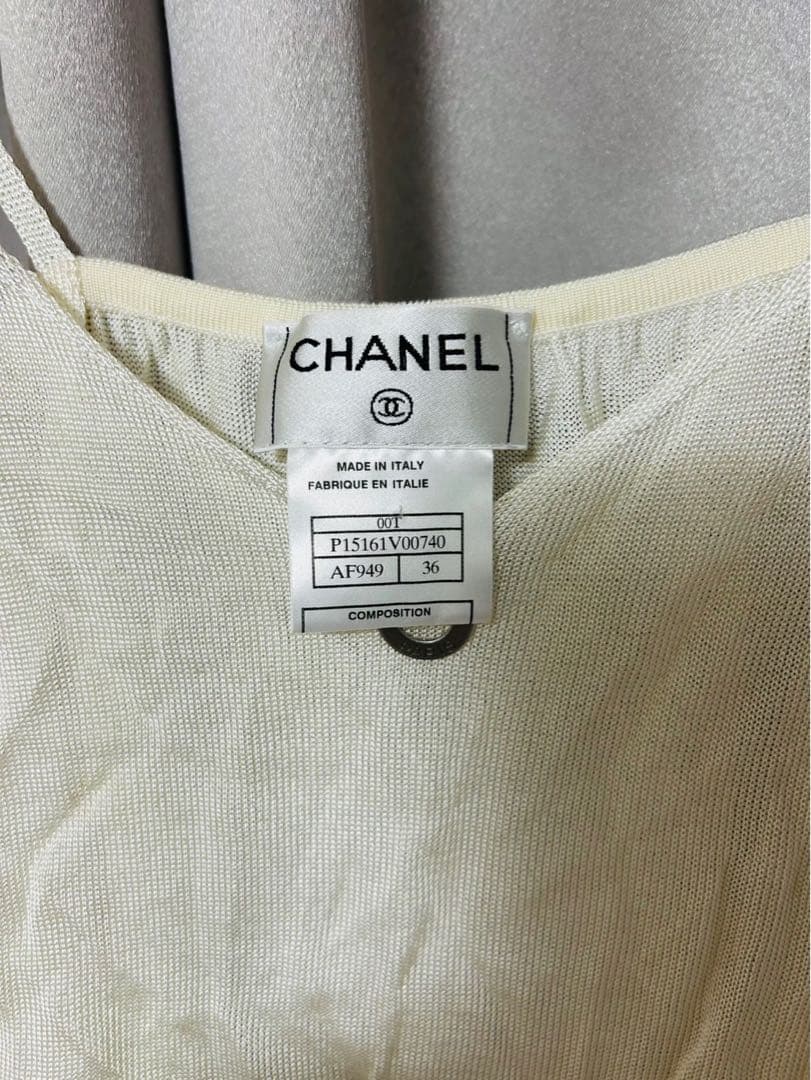 CHANEL
MADE IN ITALY
FABRIQUE EN ITALIE
00T
P15161V00740
AF949 36
COMPOSITION